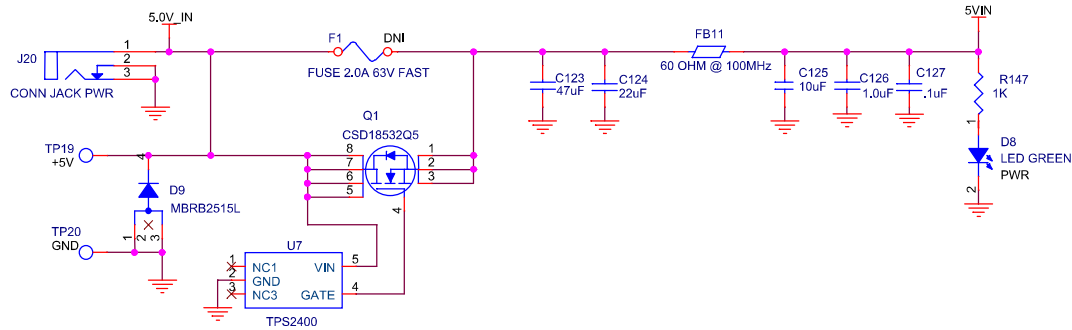 5.0V_IN
J20
1
2
3
CONN JACK PWR
F1
DNI
FUSE 2.0A 63V FAST
C123
47uF
C124
22uF
FB11
60 OHM @ 100MHz
5VIN
C125
10uF
C126
1.0uF
C127
.1uF
R147
1K
1
D8
LED GREEN
PWR
2
Q1
CSD18532Q5
8
7
6
5
1
2
3
4
TP19
+5V
4
D9
MBRB2515L
TP20
GND
1
2
3
U7
1
2
3
NC1
GND
NC3
VIN
GATE
5
4
TPS2400